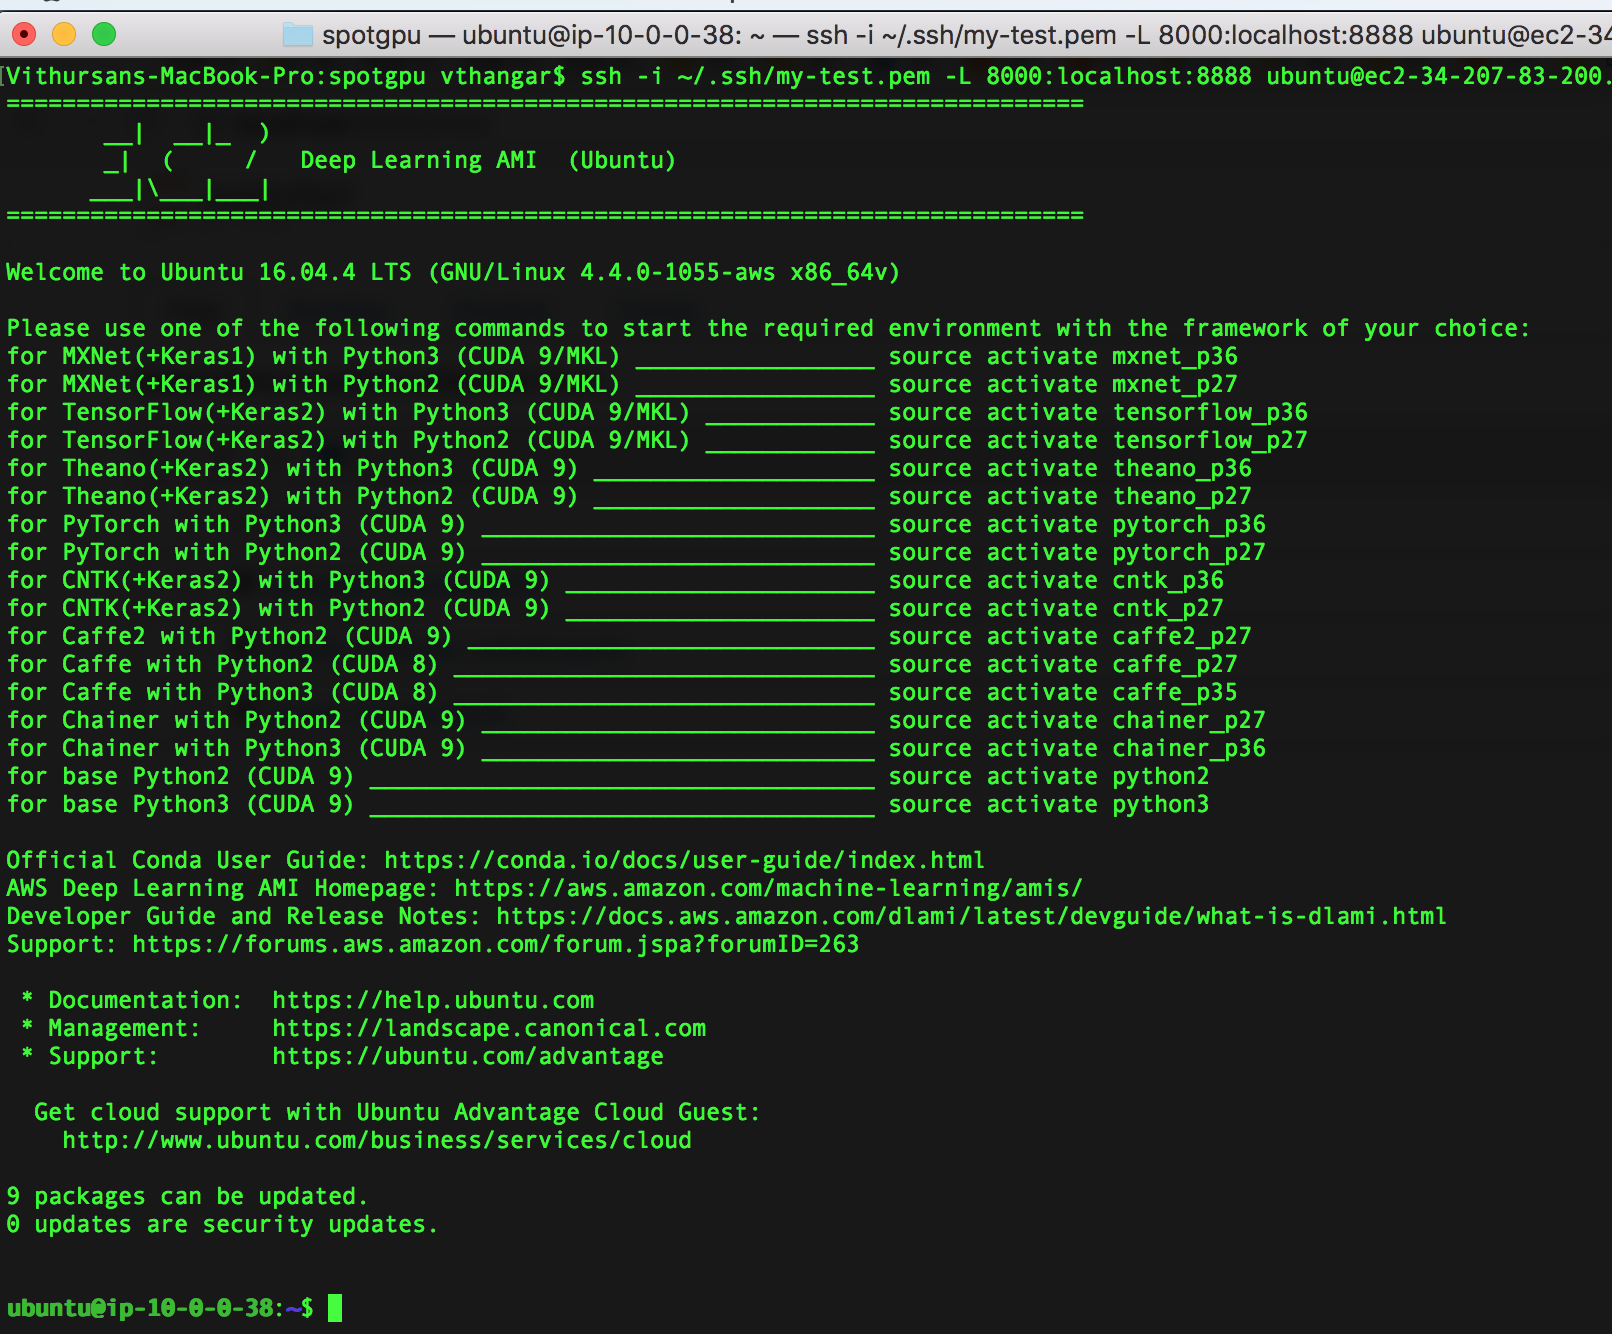 spotgpu — ubuntu@ip-10-0-0-38: ~ — ssh -i ~/.ssh/my-test.pem -L 8000:localhost:8888 ubuntu@ec2-34
Vithursans-MacBook-Pro:spotgpu vthangar$ ssh -i ~/.ssh/my-test.pem -L 8000:localhost:8888 ubuntu@ec2-34-207-83-200.
=============================================================================
       __|  __|_  )
       _|  (     /   Deep Learning AMI  (Ubuntu)
      ___|\___|___|
=============================================================================
Welcome to Ubuntu 16.04.4 LTS (GNU/Linux 4.4.0-1055-aws x86_64v)
Please use one of the following commands to start the required environment with the framework of your choice:
for MXNet(+Keras1) with Python3 (CUDA 9/MKL) _________________ source activate mxnet_p36
for MXNet(+Keras1) with Python2 (CUDA 9/MKL) _________________ source activate mxnet_p27
for TensorFlow(+Keras2) with Python3 (CUDA 9/MKL) ____________ source activate tensorflow_p36
for TensorFlow(+Keras2) with Python2 (CUDA 9/MKL) ____________ source activate tensorflow_p27
for Theano(+Keras2) with Python3 (CUDA 9) ____________________ source activate theano_p36
for Theano(+Keras2) with Python2 (CUDA 9) ____________________ source activate theano_p27
for PyTorch with Python3 (CUDA 9) ____________________________ source activate pytorch_p36
for PyTorch with Python2 (CUDA 9) ____________________________ source activate pytorch_p27
for CNTK(+Keras2) with Python3 (CUDA 9) ______________________ source activate cntk_p36
for CNTK(+Keras2) with Python2 (CUDA 9) ______________________ source activate cntk_p27
for Caffe2 with Python2 (CUDA 9) _____________________________ source activate caffe2_p27
for Caffe with Python2 (CUDA 8) ______________________________ source activate caffe_p27
for Caffe with Python3 (CUDA 8) ______________________________ source activate caffe_p35
for Chainer with Python2 (CUDA 9) ____________________________ source activate chainer_p27
for Chainer with Python3 (CUDA 9) ____________________________ source activate chainer_p36
for base Python2 (CUDA 9) ____________________________________ source activate python2
for base Python3 (CUDA 9) ____________________________________ source activate python3
Official Conda User Guide: https://conda.io/docs/user-guide/index.html
AWS Deep Learning AMI Homepage: https://aws.amazon.com/machine-learning/amis/
Developer Guide and Release Notes: https://docs.aws.amazon.com/dlami/latest/devguide/what-is-dlami.html
Support: https://forums.aws.amazon.com/forum.jspa?forumID=263
 * Documentation:  https://help.ubuntu.com
 * Management:     https://landscape.canonical.com
 * Support:        https://ubuntu.com/advantage
  Get cloud support with Ubuntu Advantage Cloud Guest:
    http://www.ubuntu.com/business/services/cloud
9 packages can be updated.
0 updates are security updates.
ubuntu@ip-10-0-0-38:~$